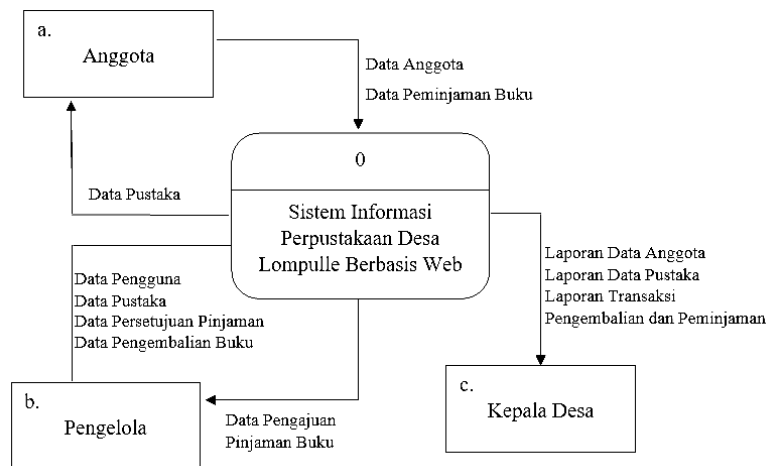 a.
Anggota
Data Anggota
Data Peminjaman Buku
0
Sistem Informasi
Perpustakaan Desa
Lompulle Berbasis Web
Data Pustaka
Data Pengguna
Data Pustaka
Data Persetujuan Pinjaman
Data Pengembalian Buku
Laporan Data Anggota
Laporan Data Pustaka
Laporan Transaksi
Pengembalian dan Peminjaman
b.
Pengelola
Data Pengajuan
Pinjaman Buku
c.
Kepala Desa